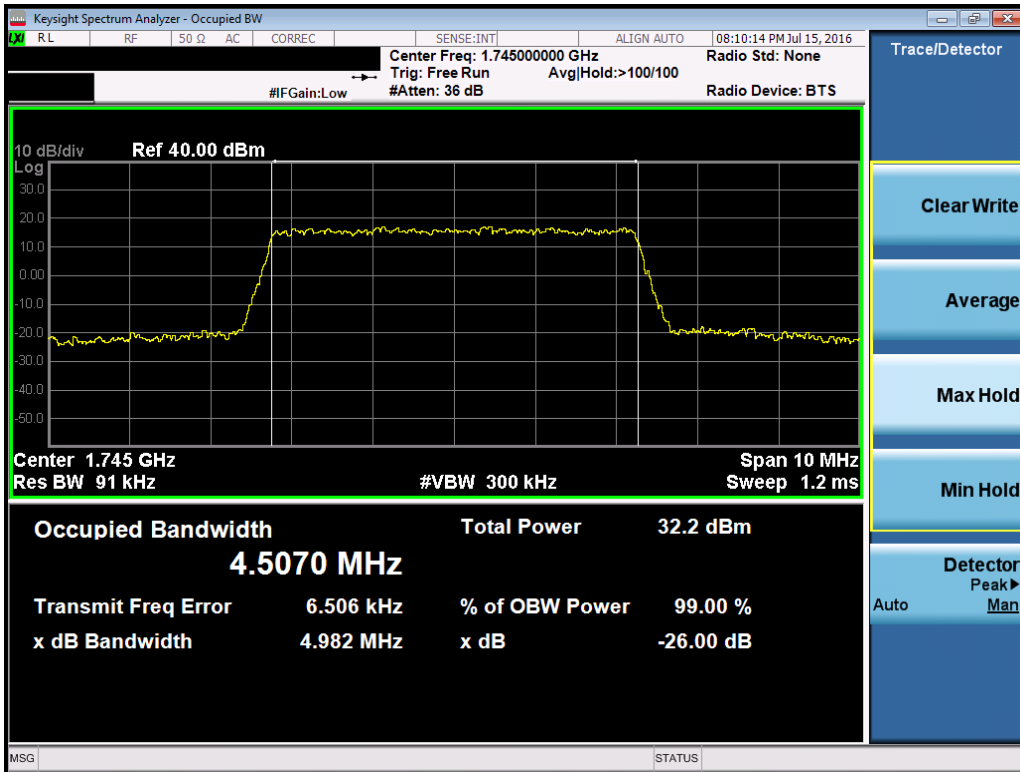 Keysight Spectrum Analyzer - Occupied BW
LXI RL RF 50 Ω AC CORREC SENSE:INT ALIGN AUTO 08:10:14 PM Jul 15, 2016
Center Freq: 1.745000000 GHz Radio Std: None
Trig: Free Run Avg|Hold:>100/100
#IFGain:Low #Atten: 36 dB Radio Device: BTS
10 dB/div Ref 40.00 dBm
Log
30.0
20.0
10.0
0.00
-10.0
-20.0
-30.0
-40.0
-50.0
Center 1.745 GHz Span 10 MHz
Res BW 91 kHz #VBW 300 kHz Sweep 1.2 ms
Occupied Bandwidth Total Power 32.2 dBm
4.5070 MHz
Transmit Freq Error 6.506 kHz % of OBW Power 99.00 %
x dB Bandwidth 4.982 MHz x dB -26.00 dB
MSG STATUS
Trace/Detector
Clear Write
Average
Max Hold
Min Hold
Detector
Peak▶
Auto Man